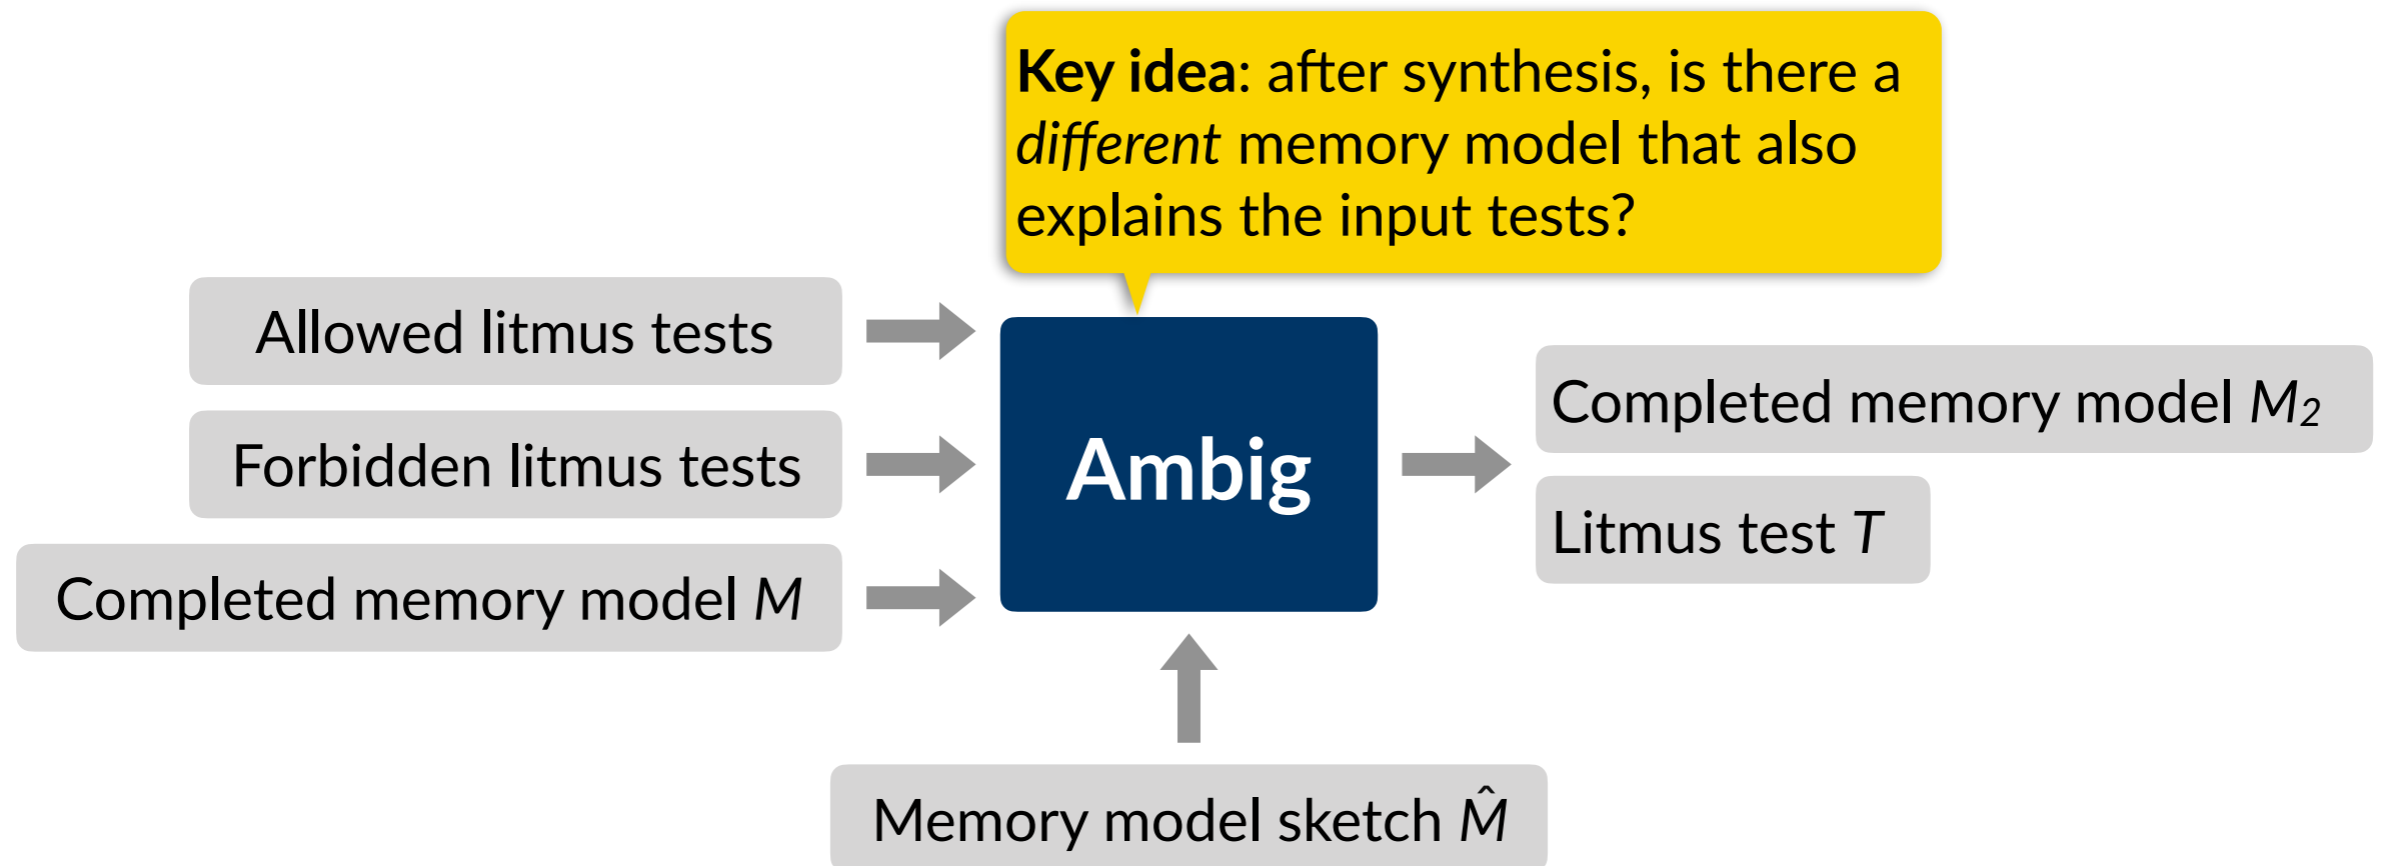 Key idea: after synthesis, is there a
different memory model that also
explains the input tests?
Allowed litmus tests
Forbidden litmus tests
Completed memory model M
Ambig
Completed memory model M₂
Litmus test T
Memory model sketch M̂